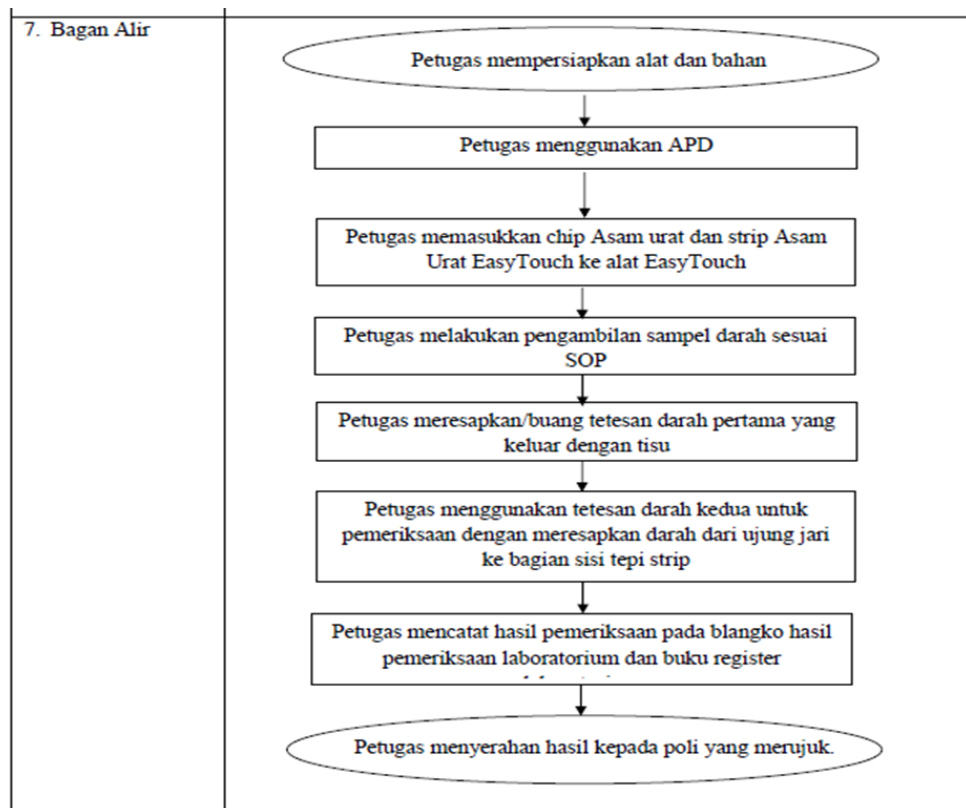 7. Bagan Alir
Petugas mempersiapkan alat dan bahan
Petugas menggunakan APD
Petugas memasukkan chip Asam urat dan strip Asam
Urat EasyTouch ke alat EasyTouch
Petugas melakukan pengambilan sampel darah sesuai
SOP
Petugas meresapkan/buang tetesan darah pertama yang
keluar dengan tisu
Petugas menggunakan tetesan darah kedua untuk
pemeriksaan dengan meresapkan darah dari ujung jari
ke bagian sisi tepi strip
Petugas mencatat hasil pemeriksaan pada blangko hasil
pemeriksaan laboratorium dan buku register
Petugas menyerahan hasil kepada poli yang merujuk.